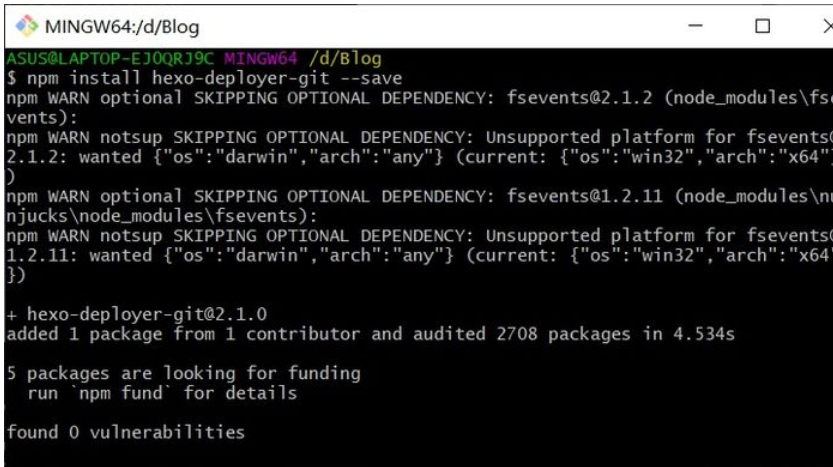 MINGW64:/d/Blog
ASUS@LAPTOP-EJ0QRJ9C MINGW64 /d/Blog
$ npm install hexo-deployer-git --save
npm WARN optional SKIPPING OPTIONAL DEPENDENCY: fsevents@2.1.2 (node_modules\fse
vents):
npm WARN notsup SKIPPING OPTIONAL DEPENDENCY: Unsupported platform for fsevents@
2.1.2: wanted {"os":"darwin","arch":"any"} (current: {"os":"win32","arch":"x64"}
)
npm WARN optional SKIPPING OPTIONAL DEPENDENCY: fsevents@1.2.11 (node_modules\nu
njucks\node_modules\fsevents):
npm WARN notsup SKIPPING OPTIONAL DEPENDENCY: Unsupported platform for fsevents@
1.2.11: wanted {"os":"darwin","arch":"any"} (current: {"os":"win32","arch":"x64"
})
+ hexo-deployer-git@2.1.0
added 1 package from 1 contributor and audited 2708 packages in 4.534s
5 packages are looking for funding
run `npm fund` for details
found 0 vulnerabilities